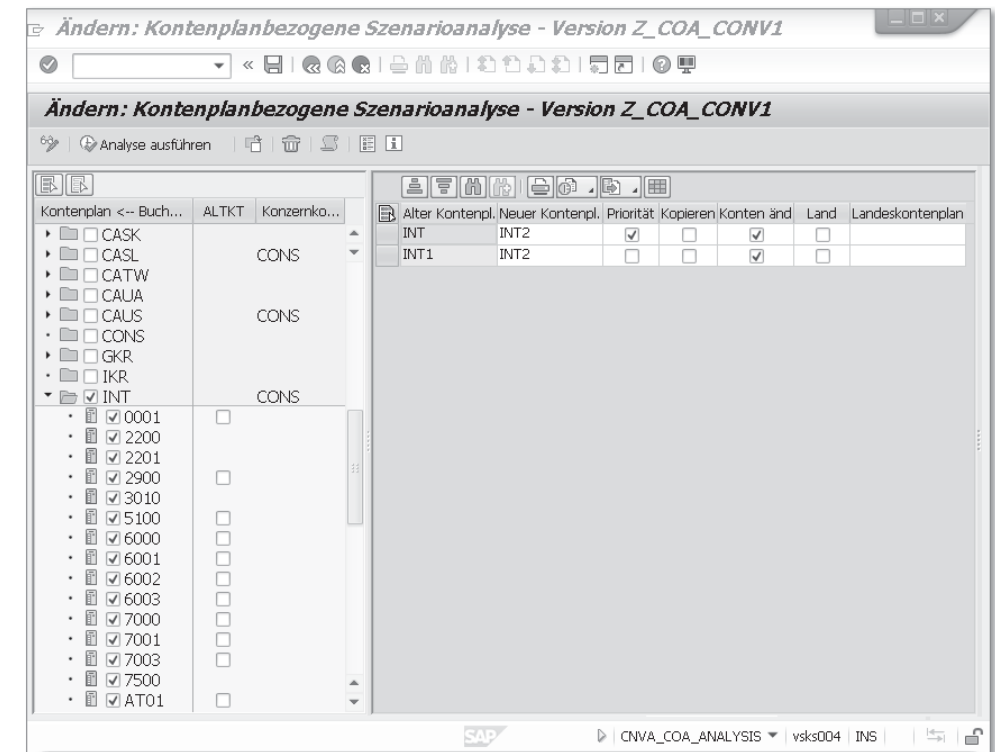 Ändern: Kontenplanbezogene Szenarioanalyse - Version Z_COA_CONV1
Ändern: Kontenplanbezogene Szenarioanalyse - Version Z_COA_CONV1
Analyse ausführen
Kontenplan <-- Buch... ALTKT Konzernko...
CASK
CASL CONS
CATW
CAUA
CAUS CONS
CONS
GKR
IKR
INT CONS
0001
2200
2201
2900
3010
5100
6000
6001
6002
6003
7000
7001
7003
7500
AT01
Alter Kontenpl. Neuer Kontenpl. Priorität Kopieren Konten änd Land Landeskontenplan
INT INT2
INT1 INT2
SAP CNVA_COA_ANALYSIS vsks004 INS